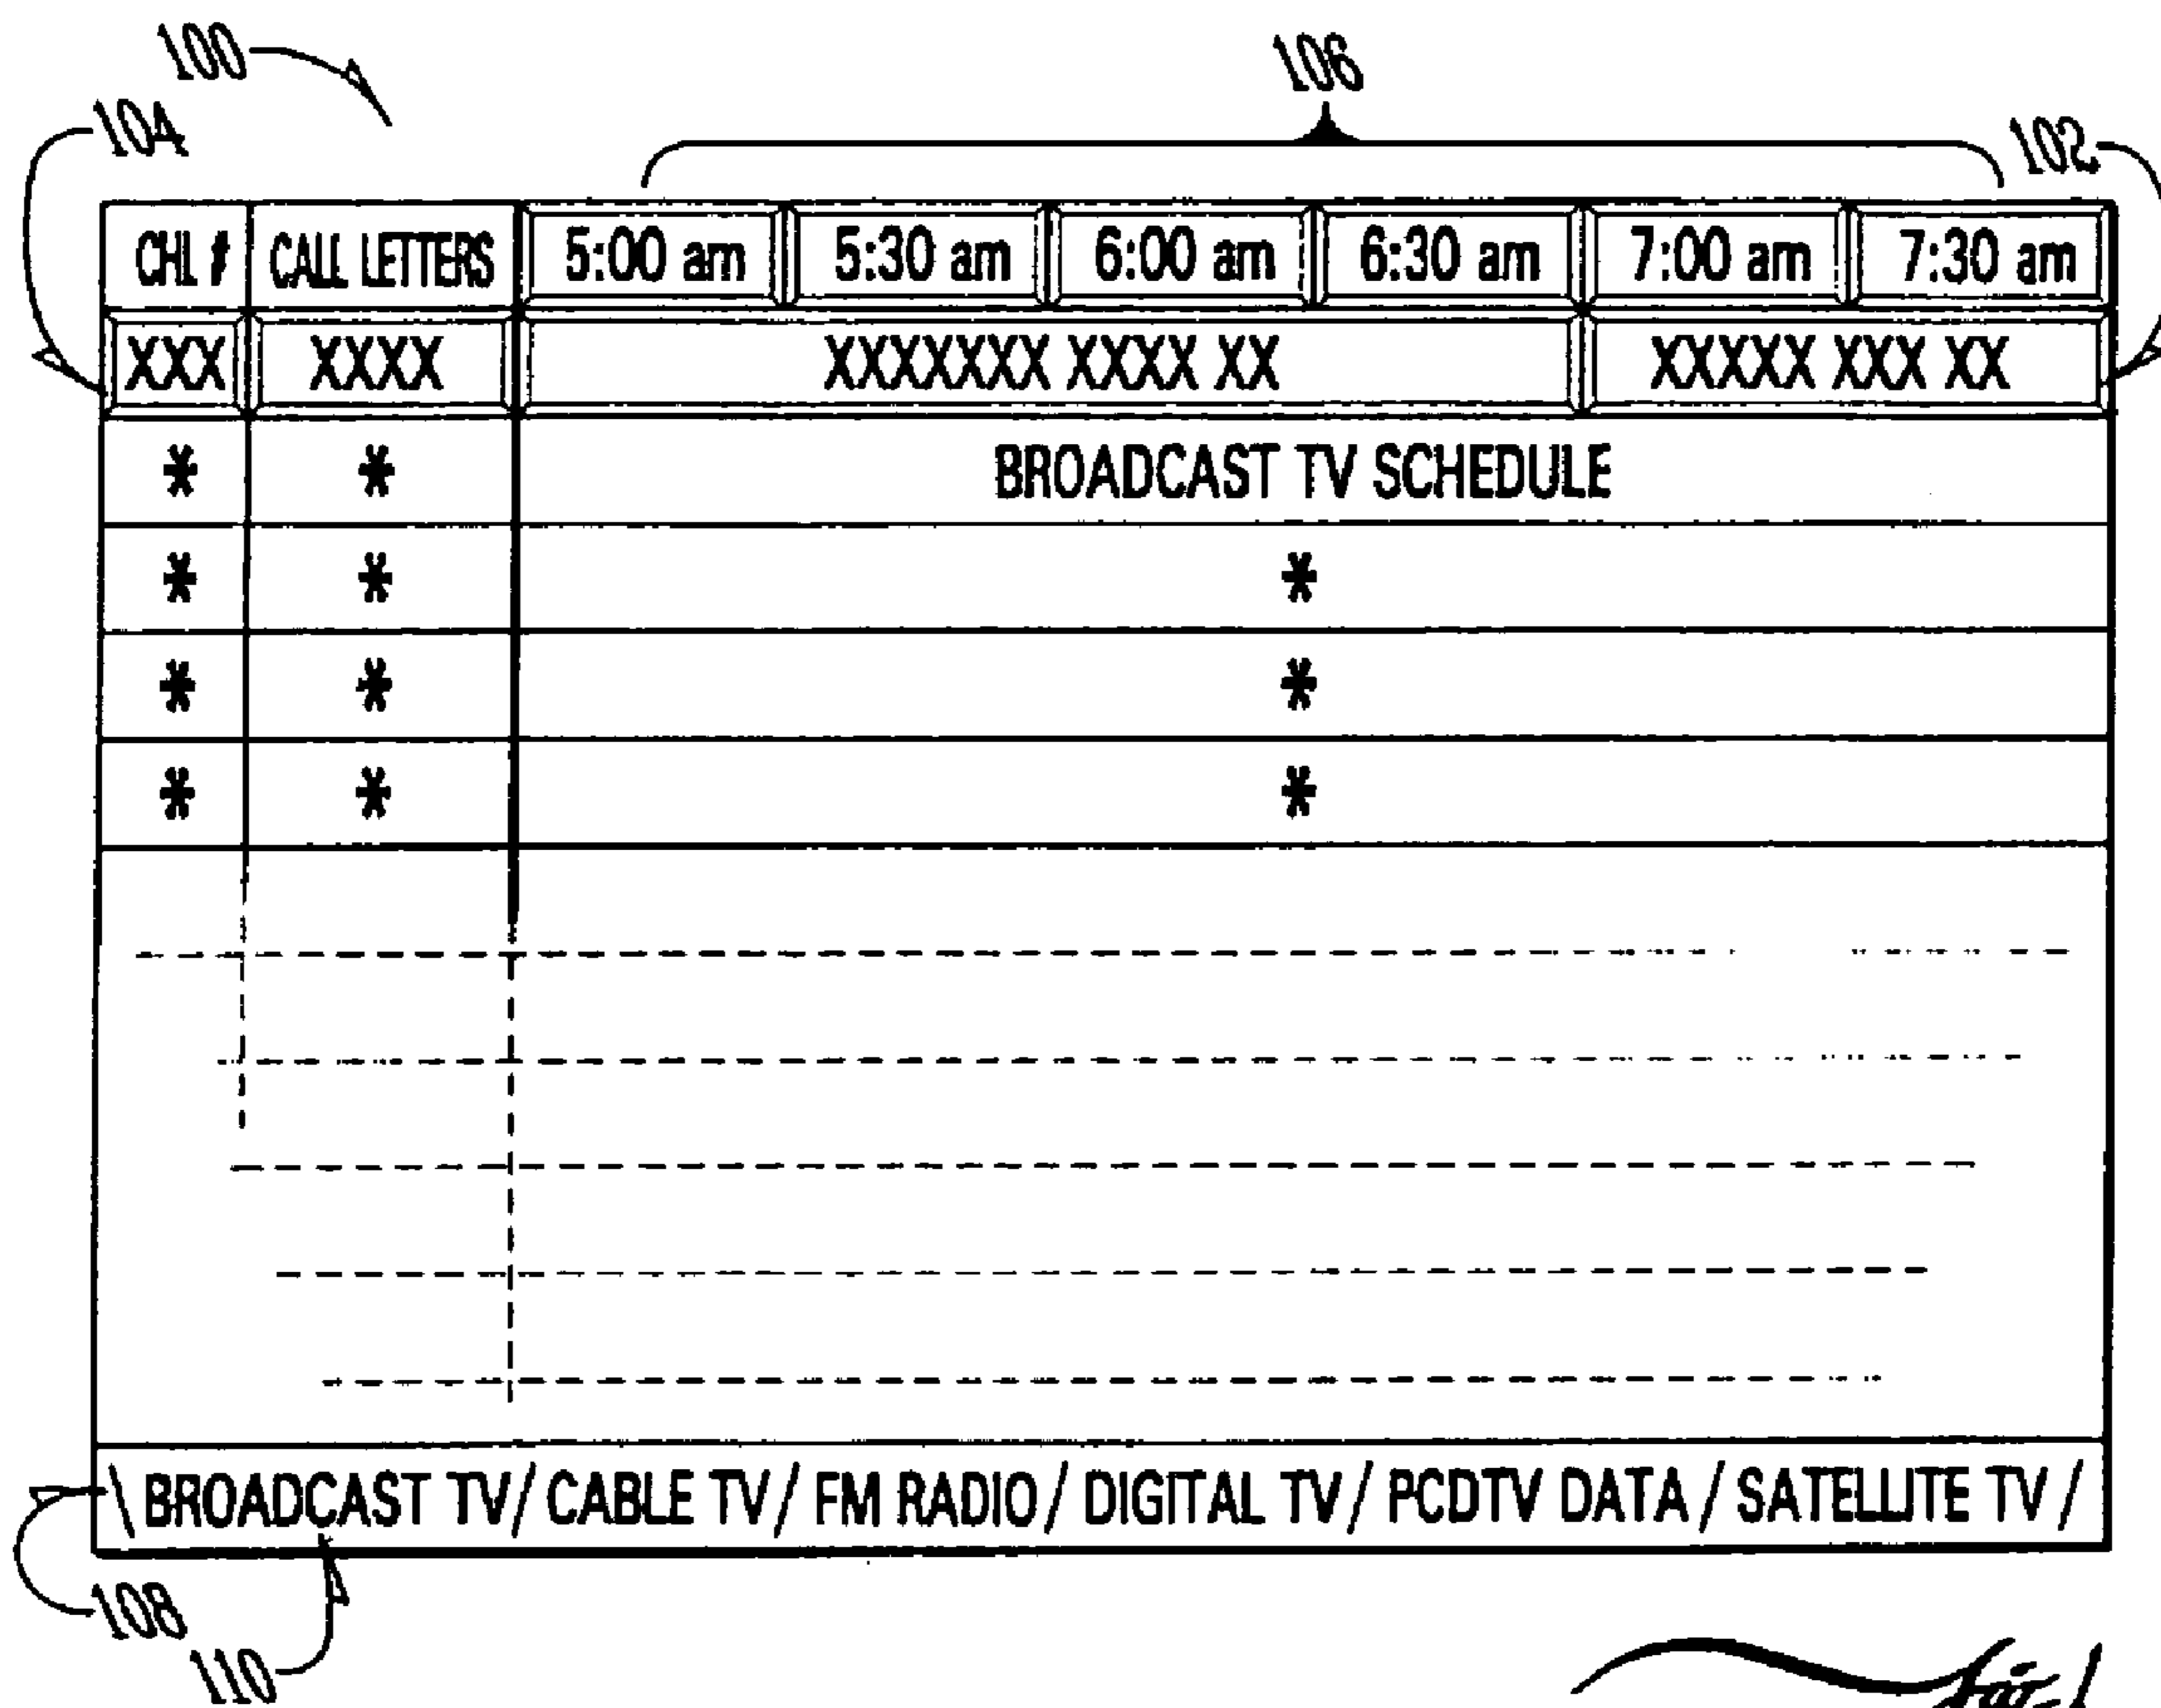 100
106
104
102
CHL # CALL LETTERS 5:00 am 5:30 am 6:00 am 6:30 am 7:00 am 7:30 am
XXX XXXX XXXXXXX XXXX XX XXXXX XXX XX
* * BROADCAST TV SCHEDULE
* * *
* * *
* * *
\ BROADCAST TV / CABLE TV / FM RADIO / DIGITAL TV / PCDTV DATA / SATELLITE TV /
108
110